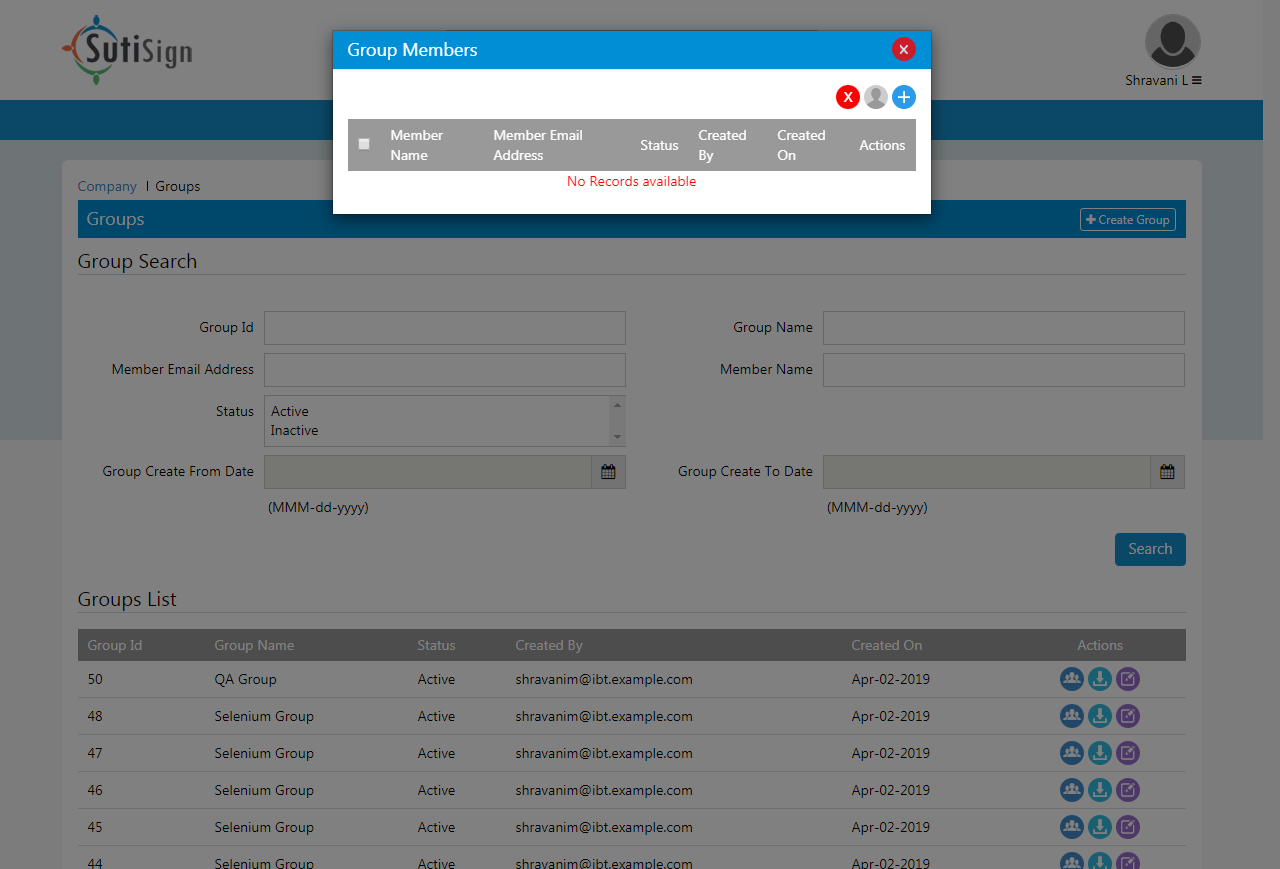 SutiSign
Group Members
X
Shravani L
X
Member Name
Member Email Address
Status
Created By
Created On
Actions
No Records available
Company | Groups
Groups
Create Group
Group Search
Group Id
Group Name
Member Email Address
Member Name
Status
Active
Inactive
Group Create From Date
Group Create To Date
(MMM-dd-yyyy)
(MMM-dd-yyyy)
Search
Groups List
Group Id Group Name Status Created By Created On Actions
50 QA Group Active shravanim@ibt.example.com Apr-02-2019
48 Selenium Group Active shravanim@ibt.example.com Apr-02-2019
47 Selenium Group Active shravanim@ibt.example.com Apr-02-2019
46 Selenium Group Active shravanim@ibt.example.com Apr-02-2019
45 Selenium Group Active shravanim@ibt.example.com Apr-02-2019
44 Selenium Group Active shravanim@ibt.example.com Apr-02-2019